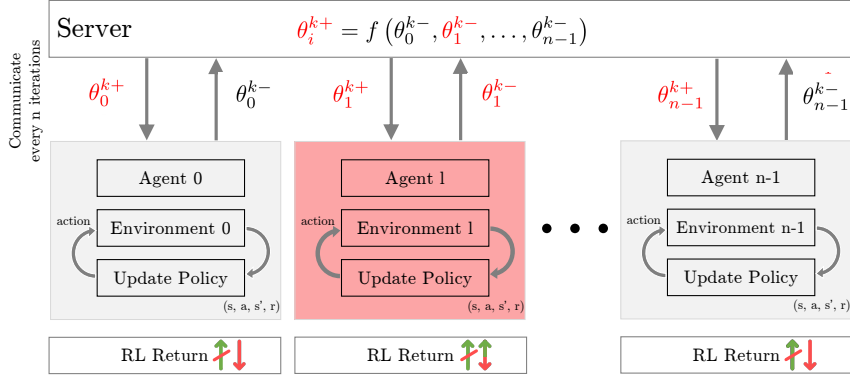 Server
θ_i^{k+} = f (θ_0^{k−}, θ_1^{k−}, . . . , θ_{n−1}^{k−})
Communicate
every n iterations
θ_0^{k+}
θ_0^{k−}
θ_1^{k+}
θ_1^{k−}
θ_{n−1}^{k+}
θ_{n−1}^{k−}
Agent 0
action
Environment 0
Update Policy
(s, a, s', r)
Agent l
action
Environment l
Update Policy
(s, a, s', r)
• • •
Agent n-1
action
Environment n-1
Update Policy
(s, a, s', r)
RL Return
RL Return
RL Return